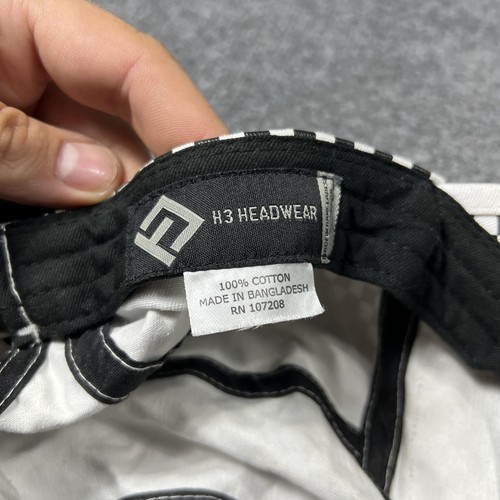 H3 HEADWEAR
100% COTTON
MADE IN BANGLADESH
RN 107208